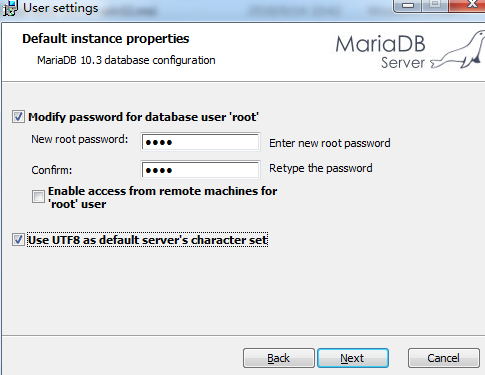 User settings
Default instance properties
MariaDB 10.3 database configuration
MariaDB
Server
Modify password for database user 'root'
New root password:
Enter new root password
Confirm:
Retype the password
Enable access from remote machines for
'root' user
Use UTF8 as default server's character set
Back
Next
Cancel